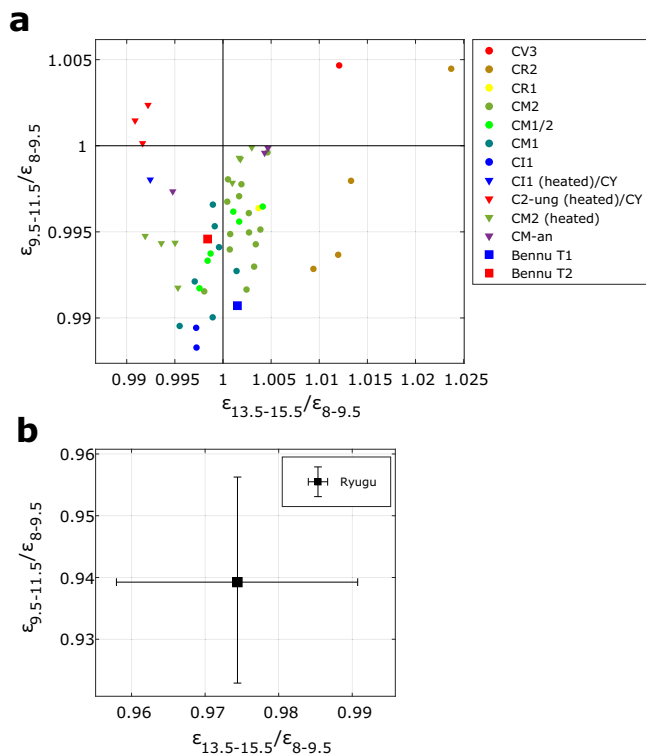 a
1.005
1
0.995
0.99
ε9.5-11.5/ε8-9.5
0.99
0.995
1
1.005
1.01
1.015
1.02
1.025
ε13.5-15.5/ε8-9.5
CV3
CR2
CR1
CM2
CM1/2
CM1
CI1
CI1 (heated)/CY
C2-ung (heated)/CY
CM2 (heated)
CM-an
Bennu T1
Bennu T2
b
0.96
0.95
0.94
0.93
ε9.5-11.5/ε8-9.5
Ryugu
0.96
0.97
0.98
0.99
ε13.5-15.5/ε8-9.5